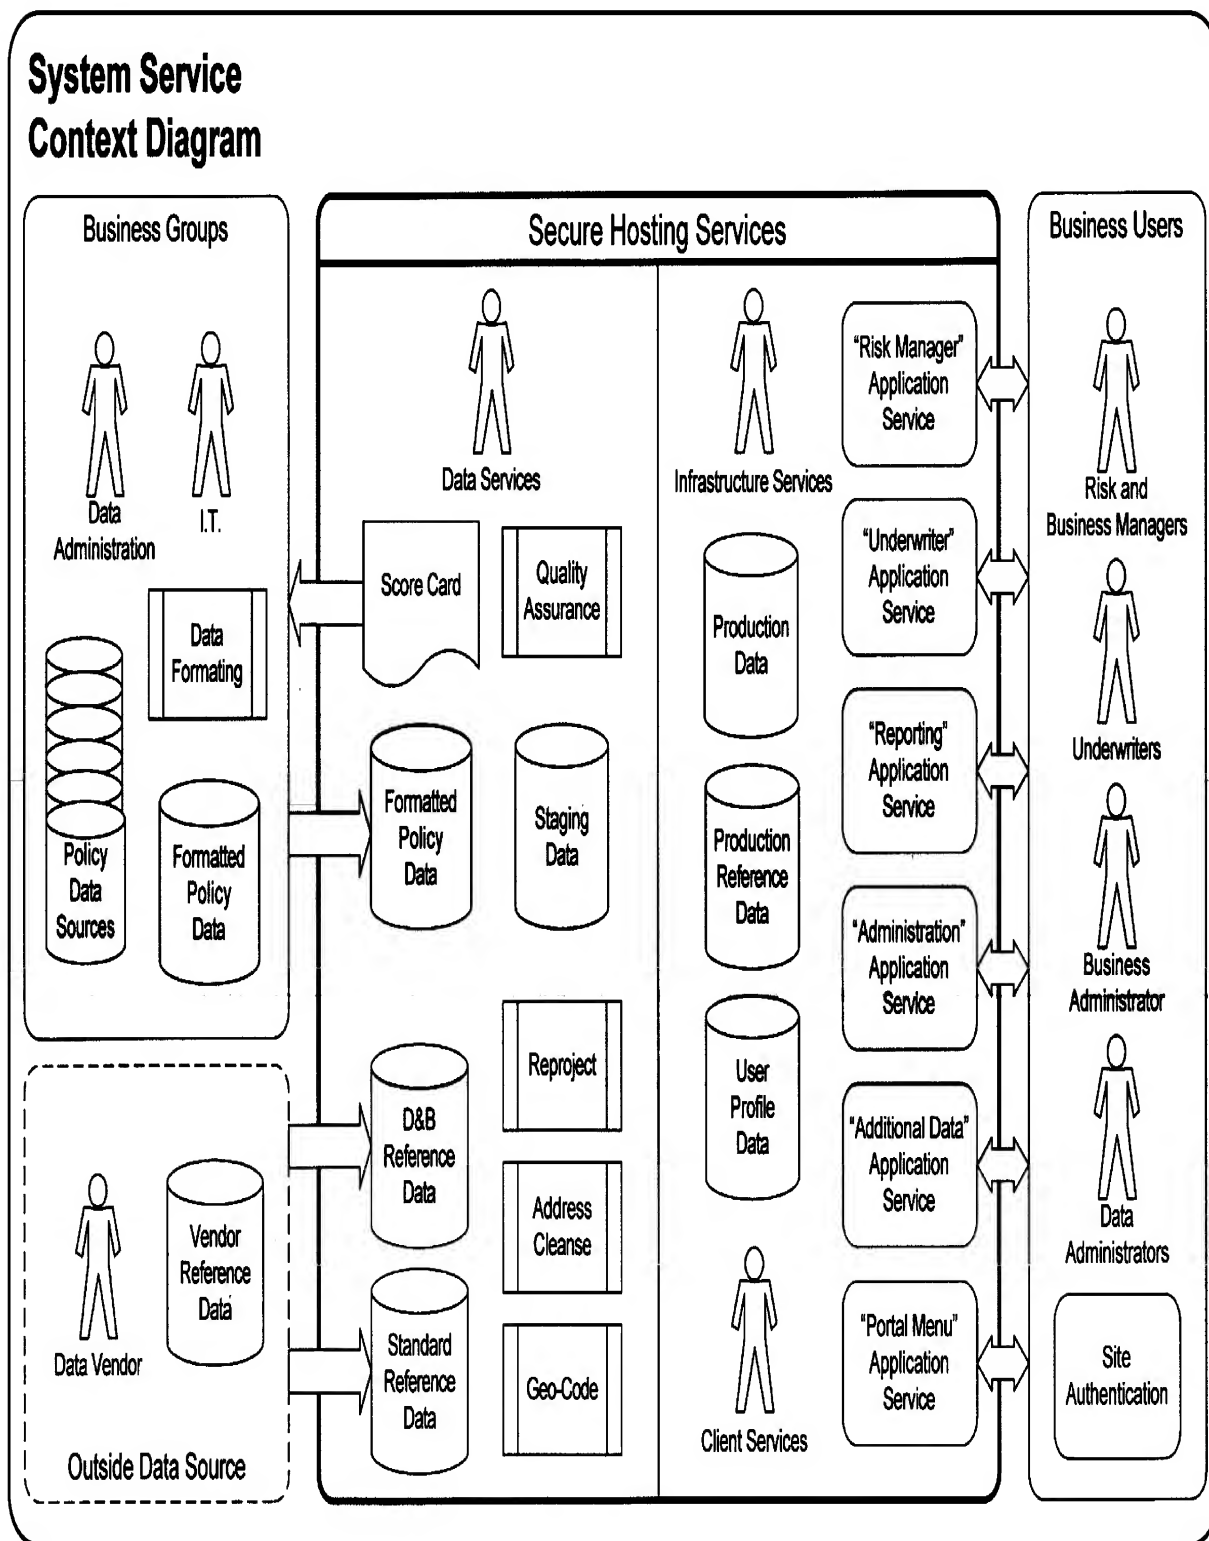 System Service
Context Diagram
Business Groups
Data
Administration
I.T.
Data
Formating
Policy
Data
Sources
Formatted
Policy
Data
Data Vendor
Vendor
Reference
Data
Outside Data Source
Secure Hosting Services
Data Services
Score Card
Quality
Assurance
Formatted
Policy
Data
Staging
Data
D&B
Reference
Data
Reproject
Address
Cleanse
Standard
Reference
Data
Geo-Code
Infrastructure Services
Production
Data
Production
Reference
Data
User
Profile
Data
Client Services
“Risk Manager”
Application
Service
“Underwriter”
Application
Service
“Reporting”
Application
Service
“Administration”
Application
Service
“Additional Data”
Application
Service
“Portal Menu”
Application
Service
Business Users
Risk and
Business Managers
Underwriters
Business
Administrator
Data
Administrators
Site
Authentication